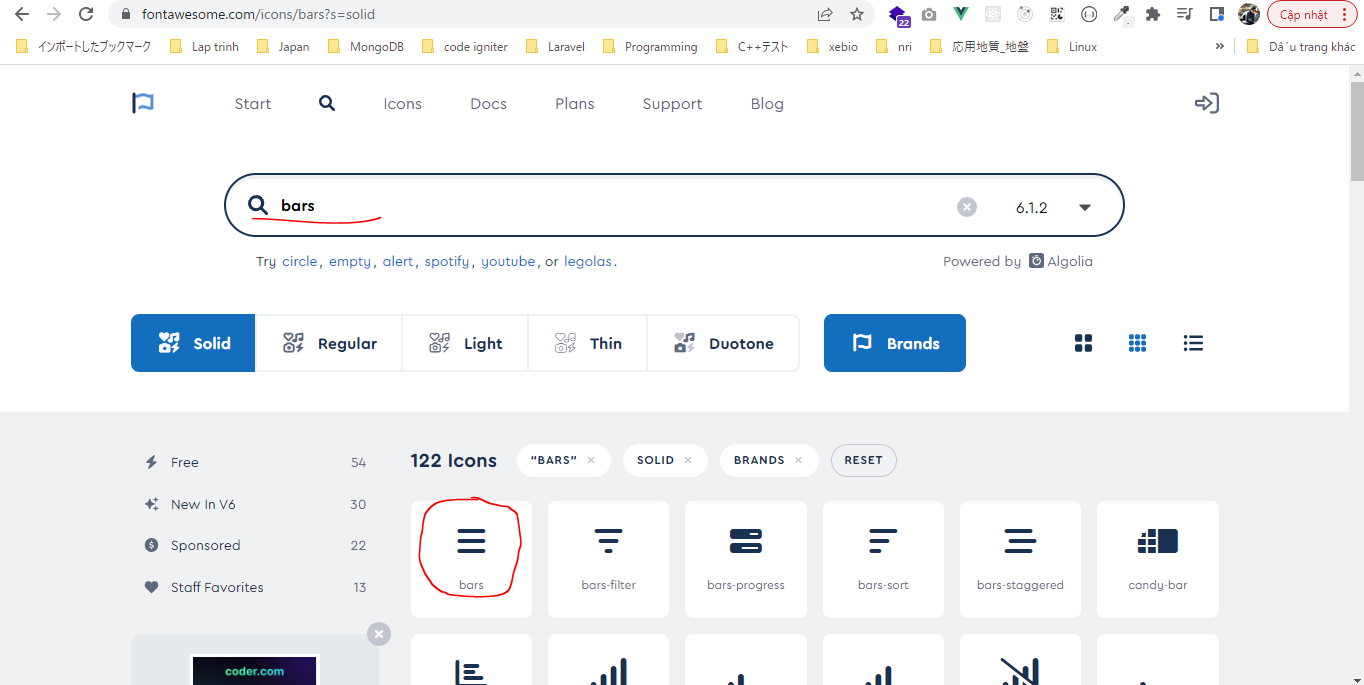 fontawesome.com/icons/bars?s=solid
22
Cập nhật
インポートしたブックマーク Lap trinh Japan MongoDB code igniter Laravel Programming C++テスト xebio nri 応用地質_地盤 Linux » Dấu trang khác
Start Icons Docs Plans Support Blog
bars 6.1.2
Try circle, empty, alert, spotify, youtube, or legolas. Powered by Algolia
Solid Regular Light Thin Duotone Brands
Free 54
New In V6 30
Sponsored 22
Staff Favorites 13
122 Icons "BARS" × SOLID × BRANDS × RESET
bars bars-filter bars-progress bars-sort bars-staggered candy-bar
coder.com